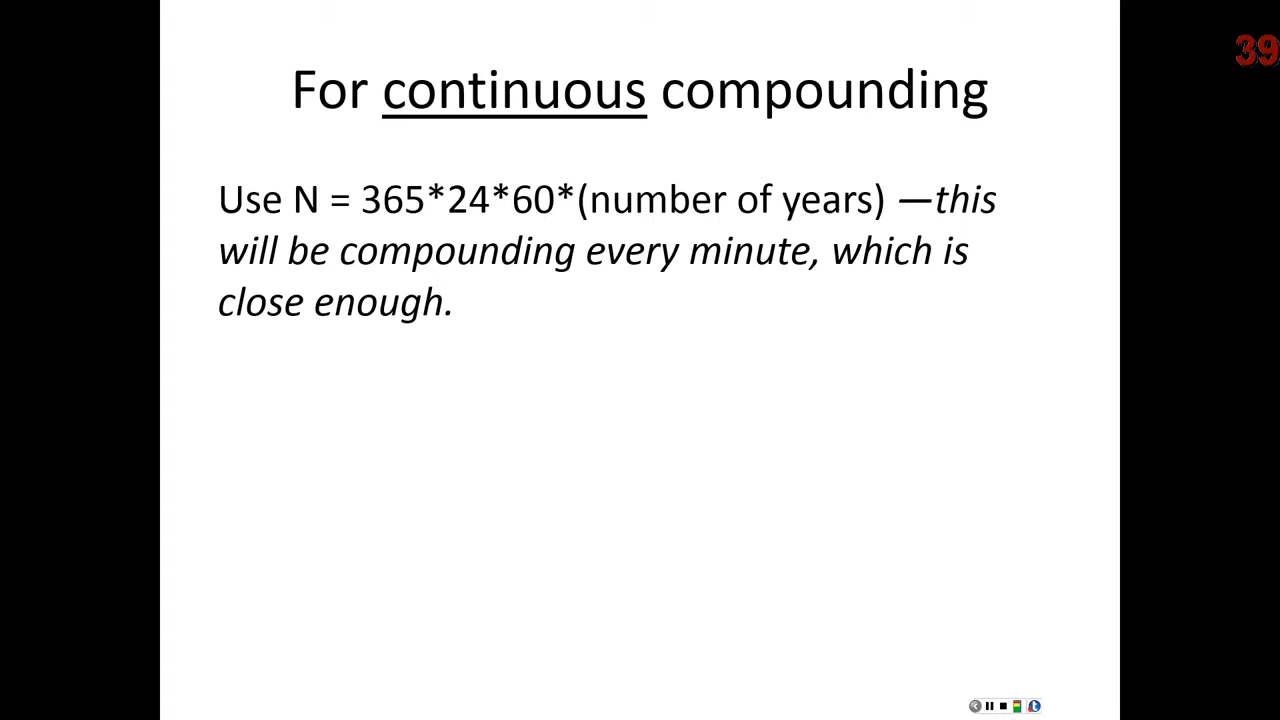 39
For continuous compounding
Use N = 365*24*60*(number of years) —this
will be compounding every minute, which is
close enough.